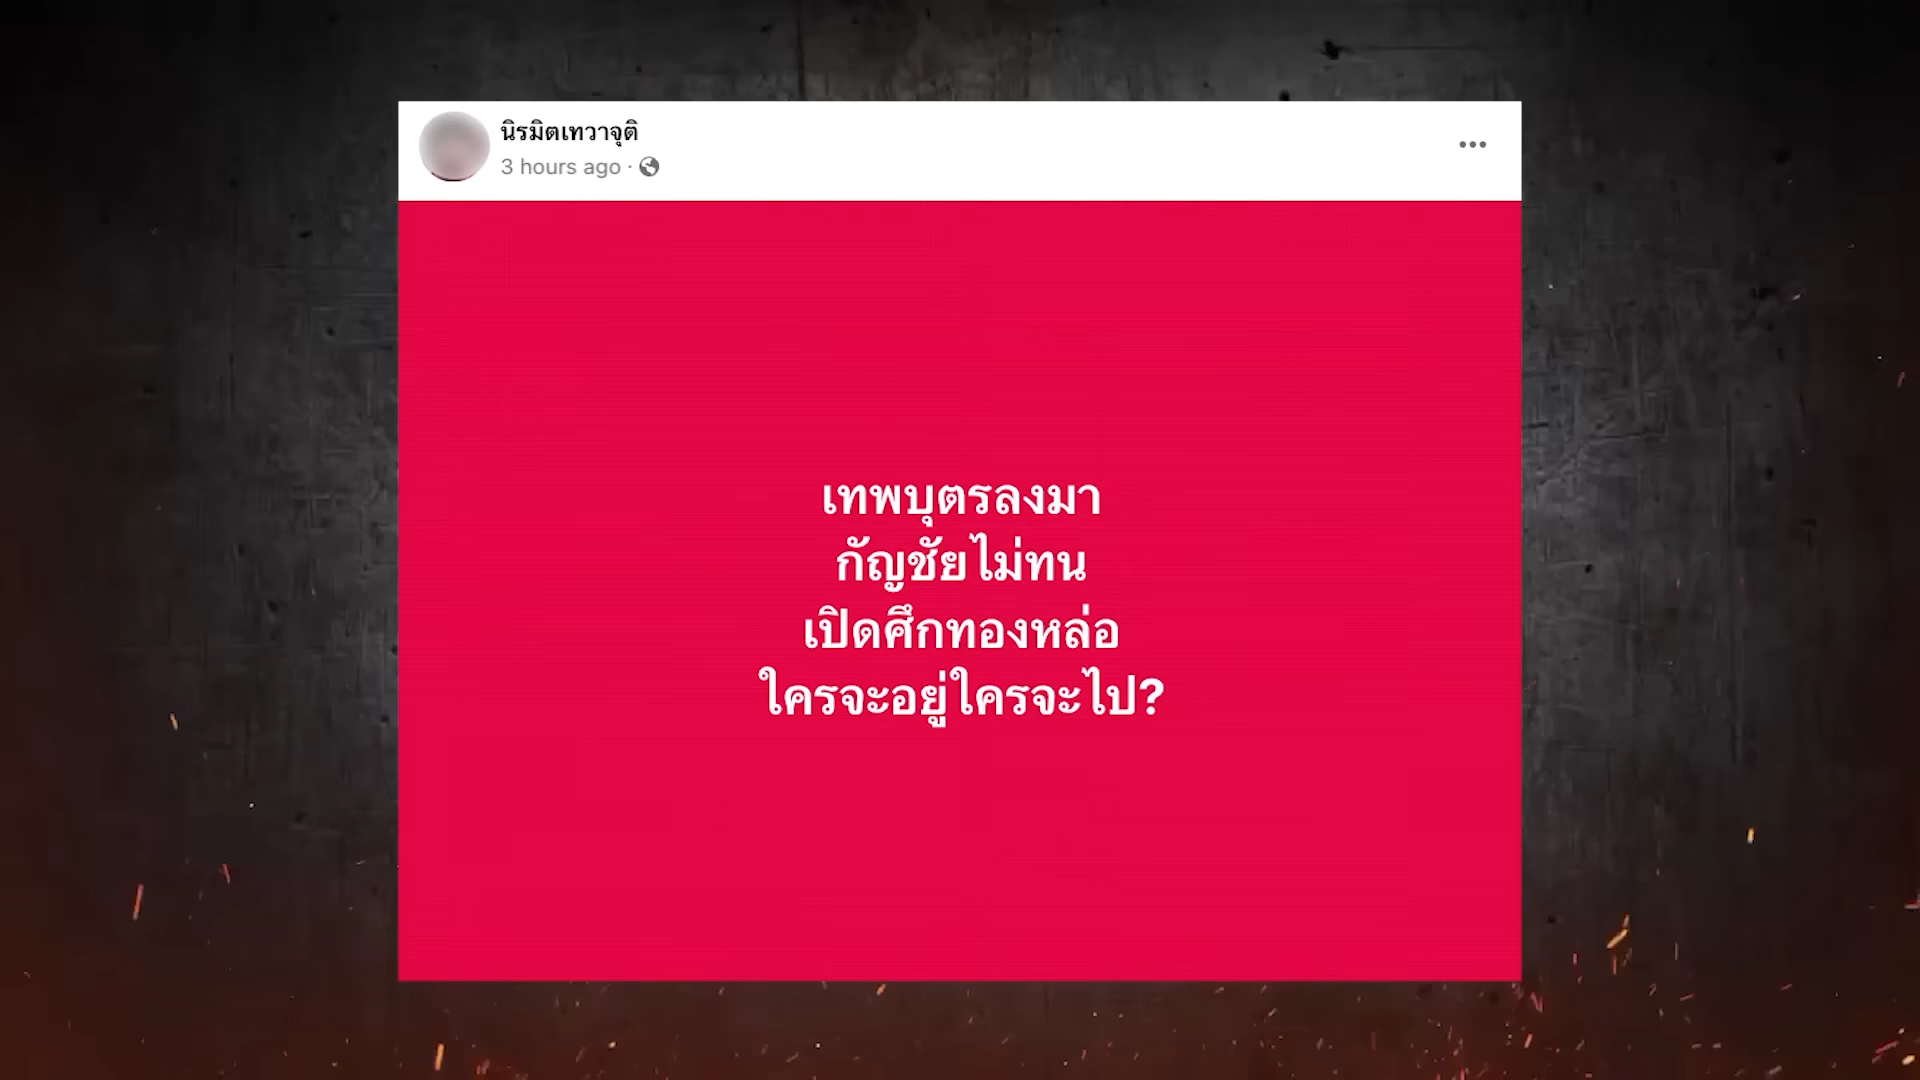 นิรมิตเทวาจุติ
3 hours ago ·
เทพบุตรลงมา
กัญชัยไม่ทน
เปิดศึกทองหล่อ
ใครจะอยู่ใครจะไป?